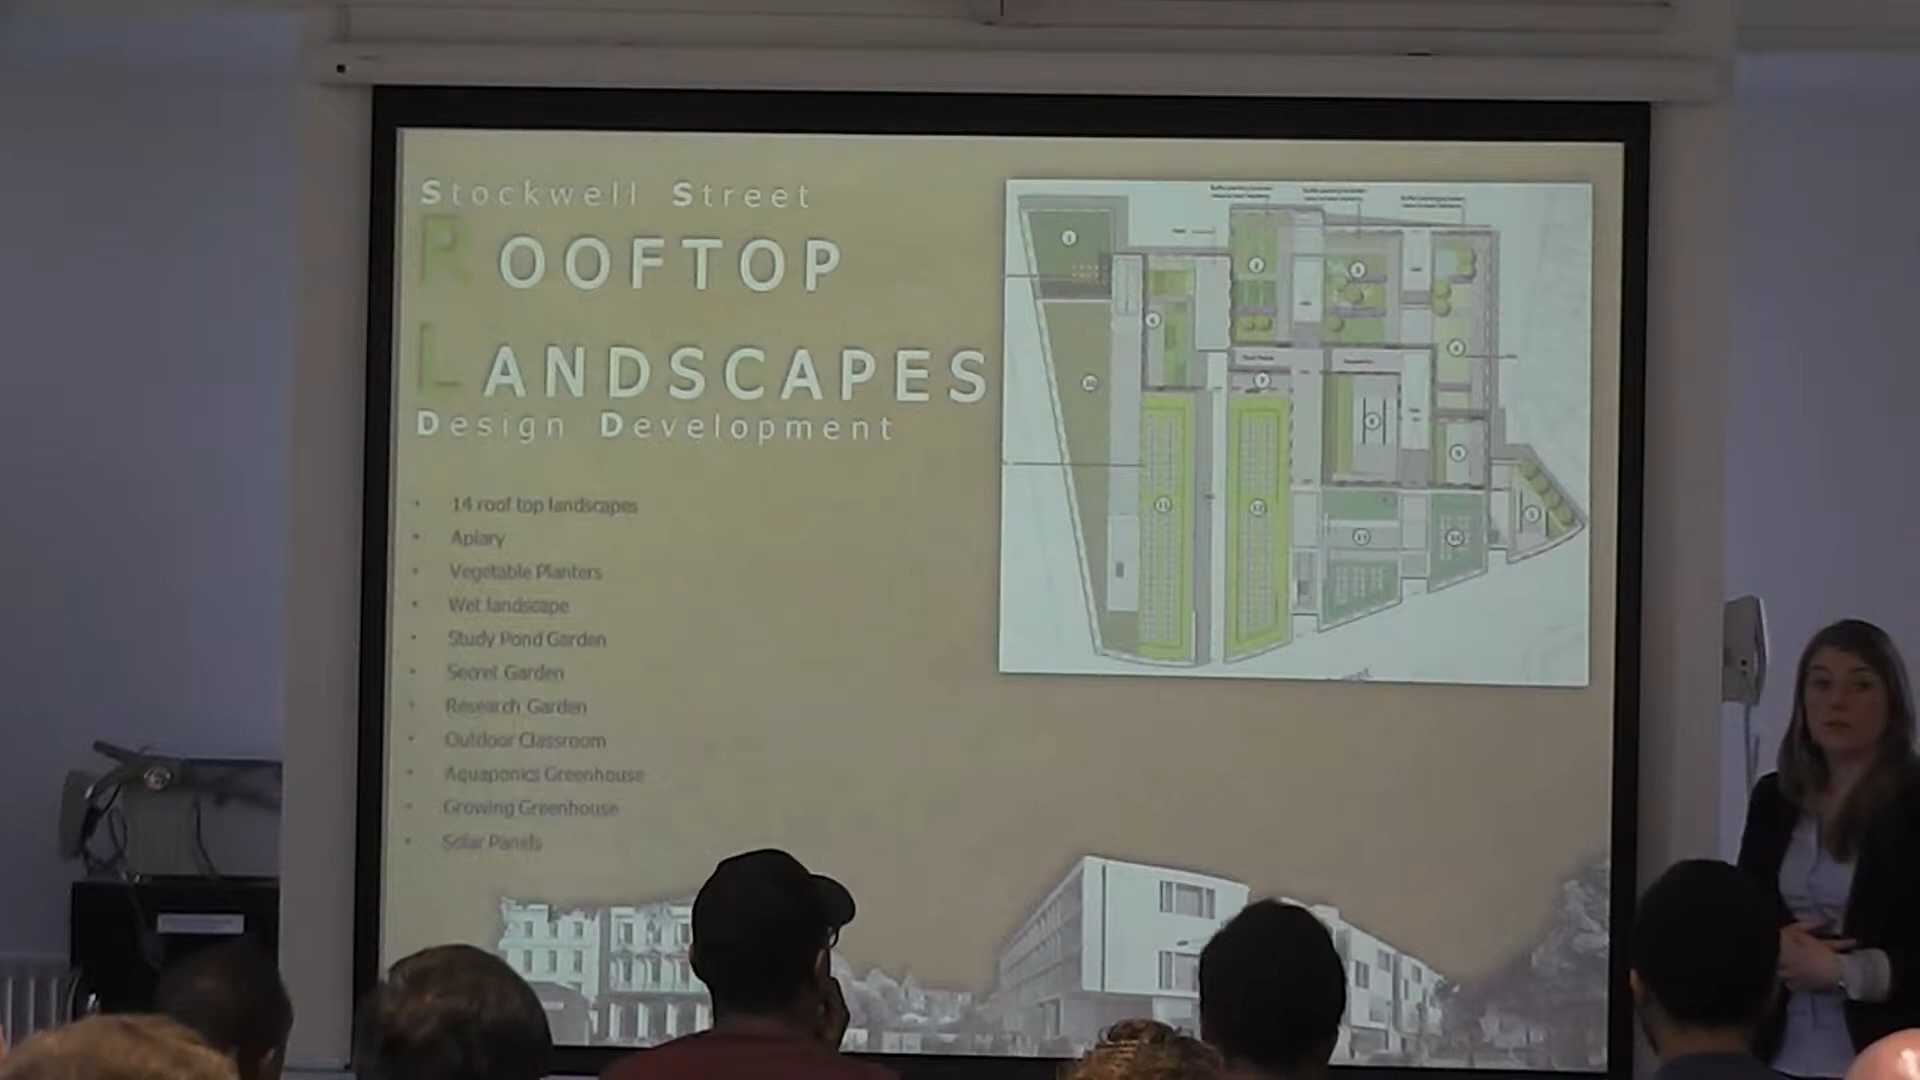 Stockwell Street
ROOFTOP
LANDSCAPES
Design Development
• 14 roof top landscapes
• Apiary
• Vegetable Planters
• Wet landscape
• Study Pond Garden
• Secret Garden
• Research Garden
• Outdoor Classroom
• Aquaponics Greenhouse
• Growing Greenhouse
• Solar Panels